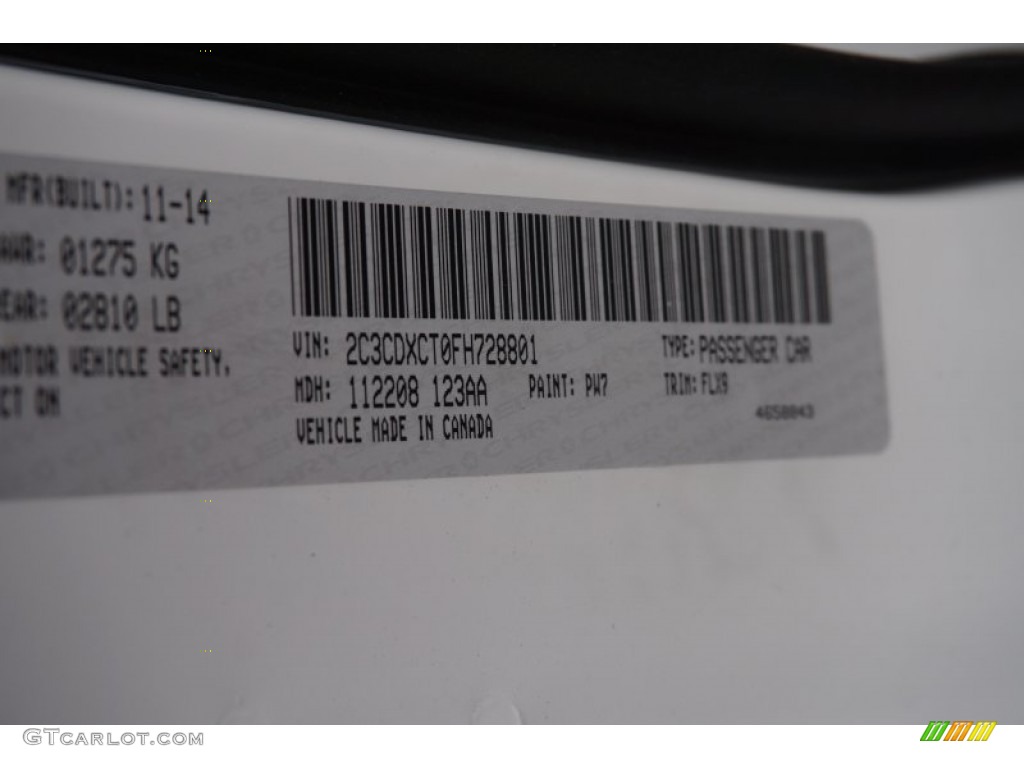 MFR(BUILT): 11-14
01275 KG
02810 LB
MOTOR VEHICLE SAFETY,
ON
VIN: 2C3CDXCT0FH728801
TYPE: PASSENGER CAR
MDH: 112208 123AA
PAINT: PW7
TRIM: FLX9
VEHICLE MADE IN CANADA
4658043
GTCarlot.com